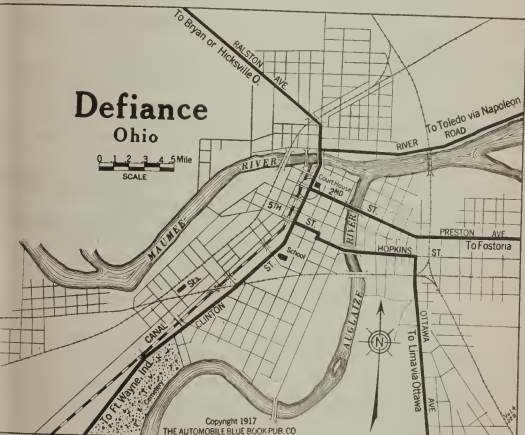 To Bryan or Hicksville O.
RALSTON
AVE
Defiance
Ohio
0 .1 .2 .3 .4 .5 Mile
SCALE
RIVER
MAUMEE
To Toledo via Napoleon
RIVER
ROAD
Court House
2ND
ST.
5TH
ST.
RIVER
AUGLAIZE
PRESTON AVE
To Fostoria
HOPKINS
ST.
School
Sta.
CANAL
CLINTON
ST
To Ft Wayne, Ind.
Cemetery
N
OTTAWA
AVE
To Lima via Ottawa
Copyright 1917
THE AUTOMOBILE BLUE BOOK PUB. CO